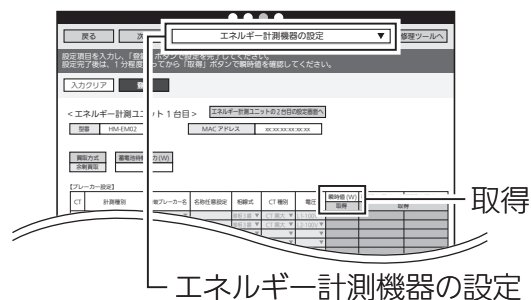 戻る 次 エネルギー計測機器の設定 ▼ 修理ツールへ
設定項目を入力し、「登 ボタンで設定を完了してください。
設定完了後は、1分程度 ってから「取得」ボタンで瞬時値を確認してください。
入力クリア
<エネルギー計測ユニ ト1台目> エネルギー計測ユニットの2台目の設定画面へ
型番 HM-EM02 MACアドレス xx:xx:xx:xx:xx:xx
買取方式 蓄電池待機 力(W)
余剰買取
【ブレーカー設定】
CT 計測種別 ブレーカー名 名称任意設定 相線式 CT種別 電圧 瞬時値(W)
取得 取得
取得
エネルギー計測機器の設定